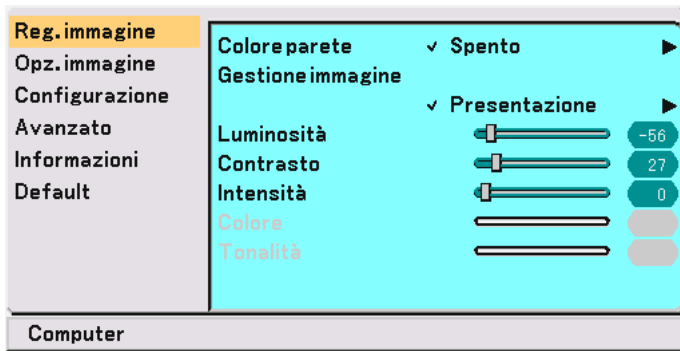 Reg. immagine
Opz. immagine
Configurazione
Avanzato
Informazioni
Default
Colore parete ✓ Spento ▶
Gestione immagine
✓ Presentazione ▶
Luminosità -56
Contrasto 27
Intensità 0
Colore
Tonalità
Computer